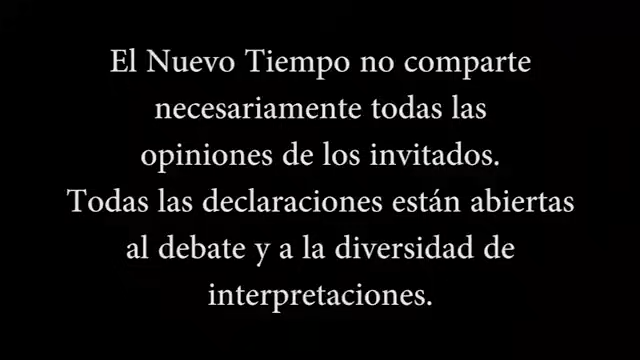 El Nuevo Tiempo no comparte
necesariamente todas las
opiniones de los invitados.
Todas las declaraciones están abiertas
al debate y a la diversidad de
interpretaciones.